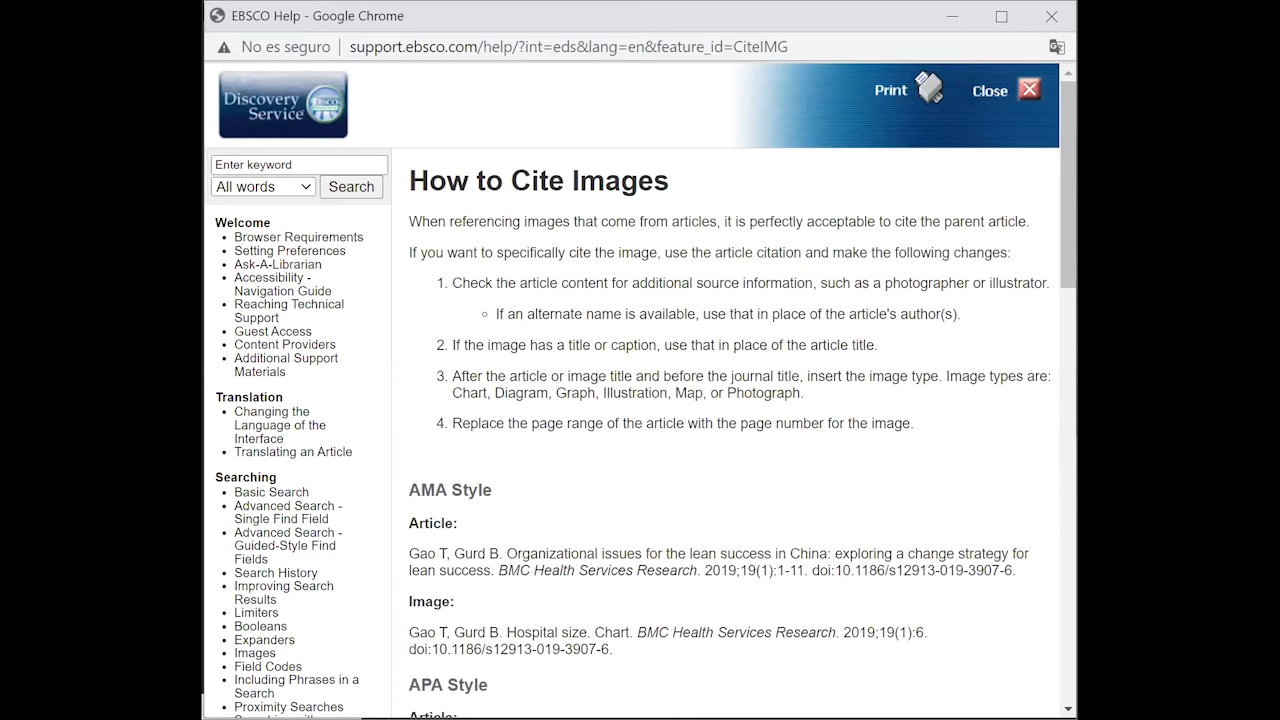 EBSCO Help - Google Chrome
No es seguro | support.ebsco.com/help/?int=eds&lang=en&feature_id=CiteIMG
Discovery
Service
EBSCO
Print
Close
Enter keyword
All words
Search
Welcome
• Browser Requirements
• Setting Preferences
• Ask-A-Librarian
• Accessibility -
Navigation Guide
• Reaching Technical
Support
• Guest Access
• Content Providers
• Additional Support
Materials
Translation
• Changing the
Language of the
Interface
• Translating an Article
Searching
• Basic Search
• Advanced Search -
Single Find Field
• Advanced Search -
Guided-Style Find
Fields
• Search History
• Improving Search
Results
• Limiters
• Booleans
• Expanders
• Images
• Field Codes
• Including Phrases in a
Search
• Proximity Searches
How to Cite Images
When referencing images that come from articles, it is perfectly acceptable to cite the parent article.
If you want to specifically cite the image, use the article citation and make the following changes:
1. Check the article content for additional source information, such as a photographer or illustrator.
○ If an alternate name is available, use that in place of the article's author(s).
2. If the image has a title or caption, use that in place of the article title.
3. After the article or image title and before the journal title, insert the image type. Image types are:
Chart, Diagram, Graph, Illustration, Map, or Photograph.
4. Replace the page range of the article with the page number for the image.
AMA Style
Article:
Gao T, Gurd B. Organizational issues for the lean success in China: exploring a change strategy for
lean success. BMC Health Services Research. 2019;19(1):1-11. doi:10.1186/s12913-019-3907-6.
Image:
Gao T, Gurd B. Hospital size. Chart. BMC Health Services Research. 2019;19(1):6.
doi:10.1186/s12913-019-3907-6.
APA Style
Article: